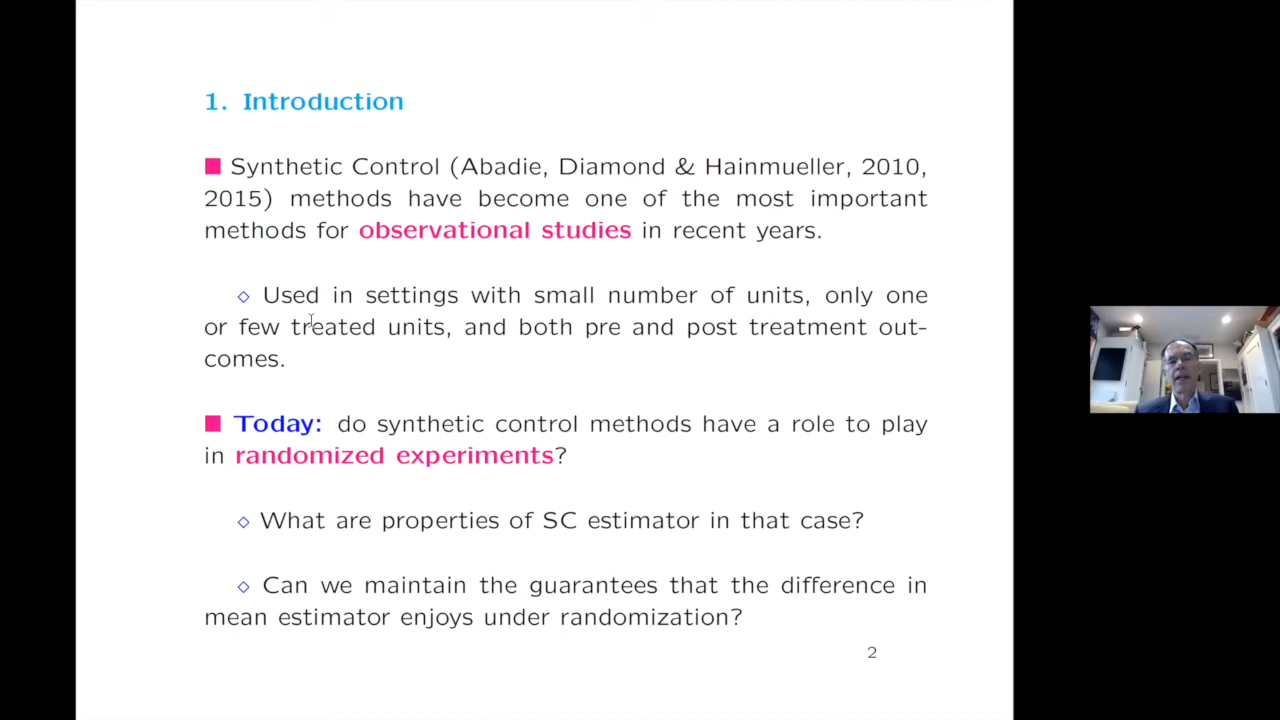 1. Introduction
■ Synthetic Control (Abadie, Diamond & Hainmueller, 2010,
2015) methods have become one of the most important
methods for observational studies in recent years.
◇ Used in settings with small number of units, only one
or few treated units, and both pre and post treatment out-
comes.
■ Today: do synthetic control methods have a role to play
in randomized experiments?
◇ What are properties of SC estimator in that case?
◇ Can we maintain the guarantees that the difference in
mean estimator enjoys under randomization?
2